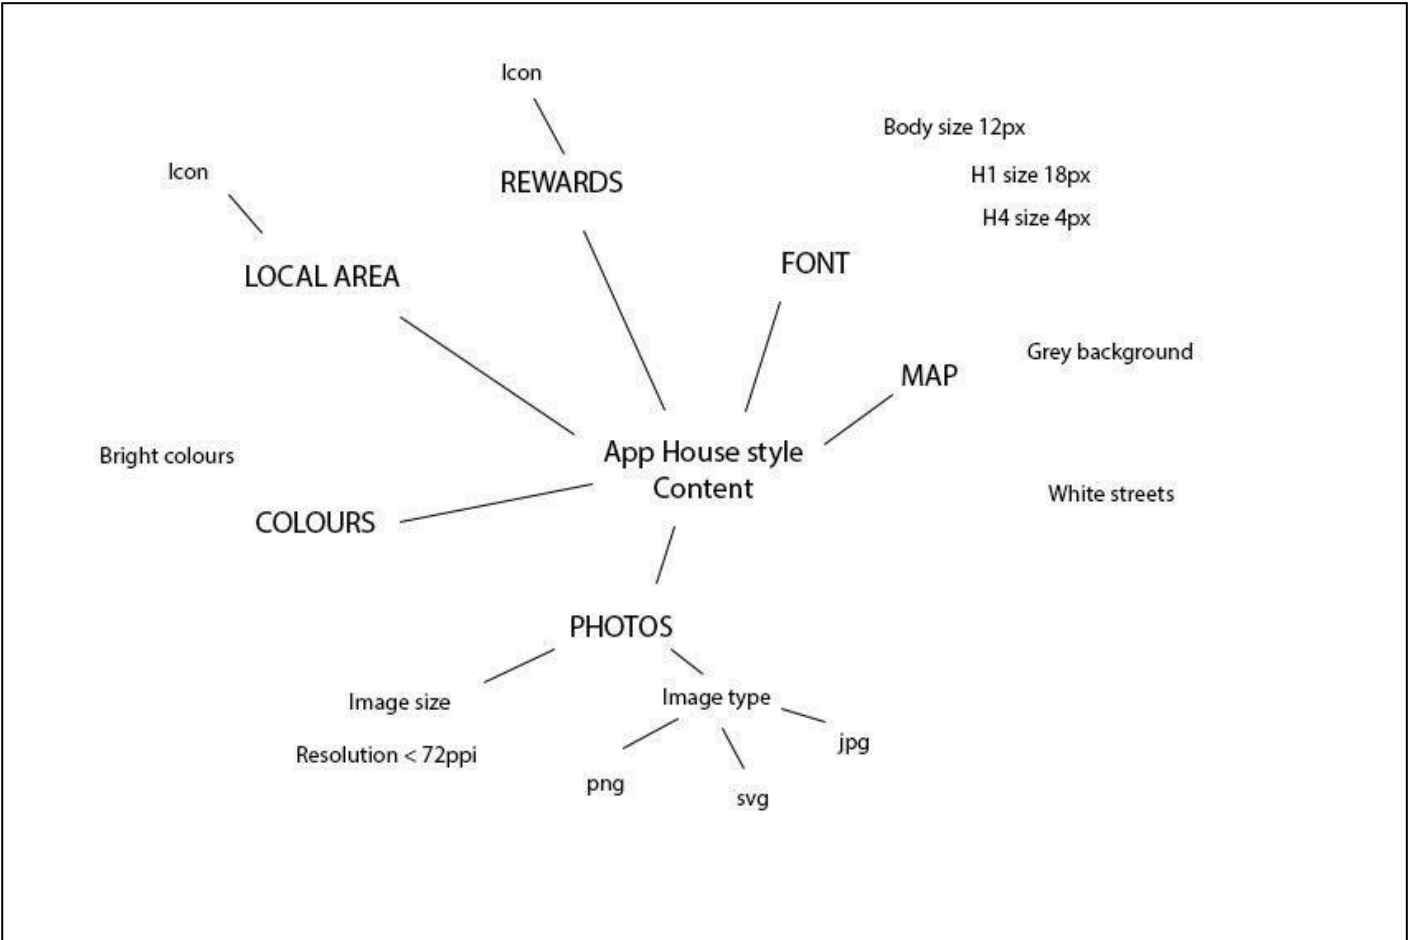 Icon
Body size 12px
Icon
H1 size 18px
REWARDS
H4 size 4px
FONT
LOCAL AREA
Grey background
MAP
App House style
Content
Bright colours
White streets
COLOURS
PHOTOS
Image size
Image type
Resolution < 72ppi
jpg
png
svg